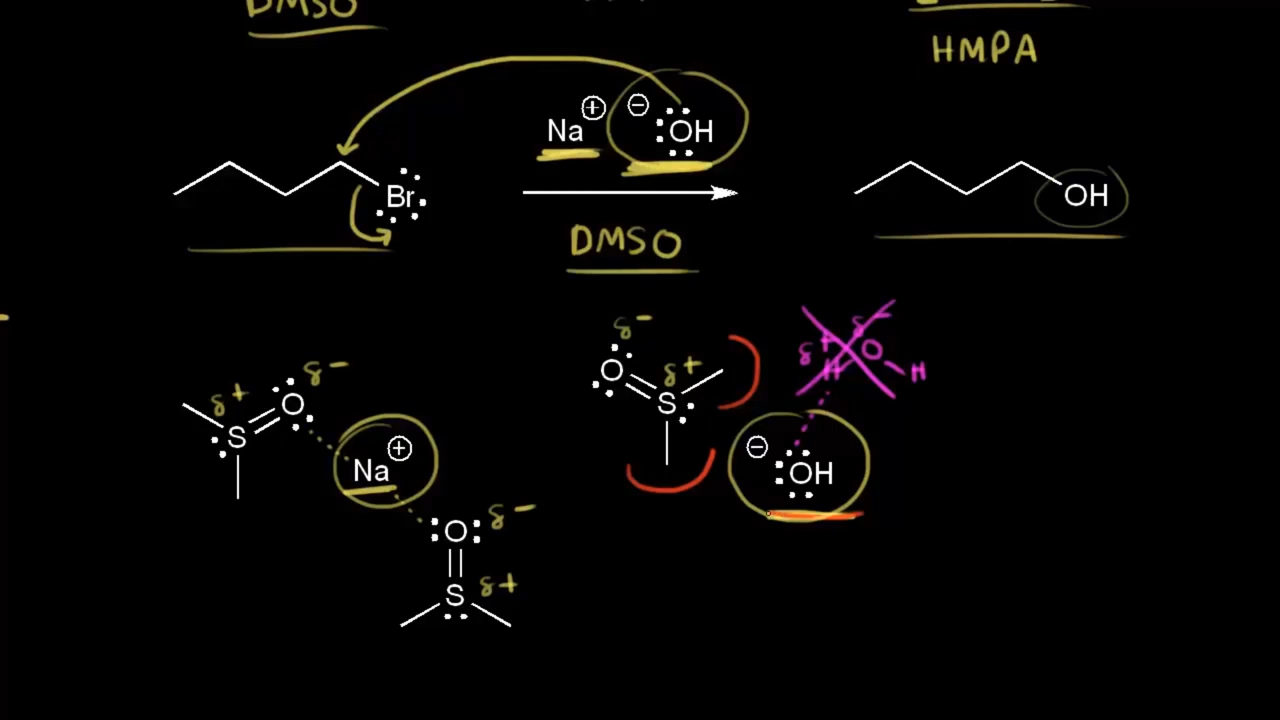 DMSO
HMPA
Na ⊕ ⊖ :OH
Br
OH
DMSO
δ− δ− δ+ H O H
δ+ δ− S O
O S δ+
Na ⊕
⊖ :OH
O δ−
S δ+